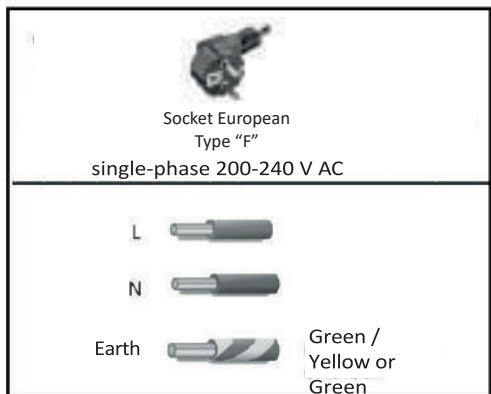 Socket European
Type “F”
single-phase 200-240 V AC
L
N
Earth
Green /
Yellow or
Green